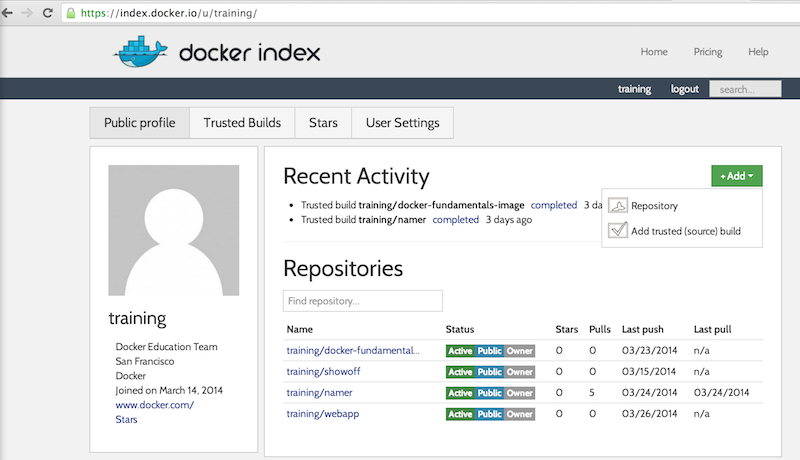 https://index.docker.io/u/training/
docker index
Home Pricing Help
training logout search...
Public profile Trusted Builds Stars User Settings
Recent Activity
+ Add
Trusted build training/docker-fundamentals-image completed 3 da
Trusted build training/namer completed 3 days ago
Repository
Add trusted (source) build
training
Docker Education Team
San Francisco
Docker
Joined on March 14, 2014
www.docker.com/
Stars
Repositories
Find repository...
Name Status Stars Pulls Last push Last pull
training/docker-fundamental... Active Public Owner 0 0 03/23/2014 n/a
training/showoff Active Public Owner 0 0 03/15/2014 n/a
training/namer Active Public Owner 0 5 03/24/2014 03/24/2014
training/webapp Active Public Owner 0 0 03/26/2014 n/a